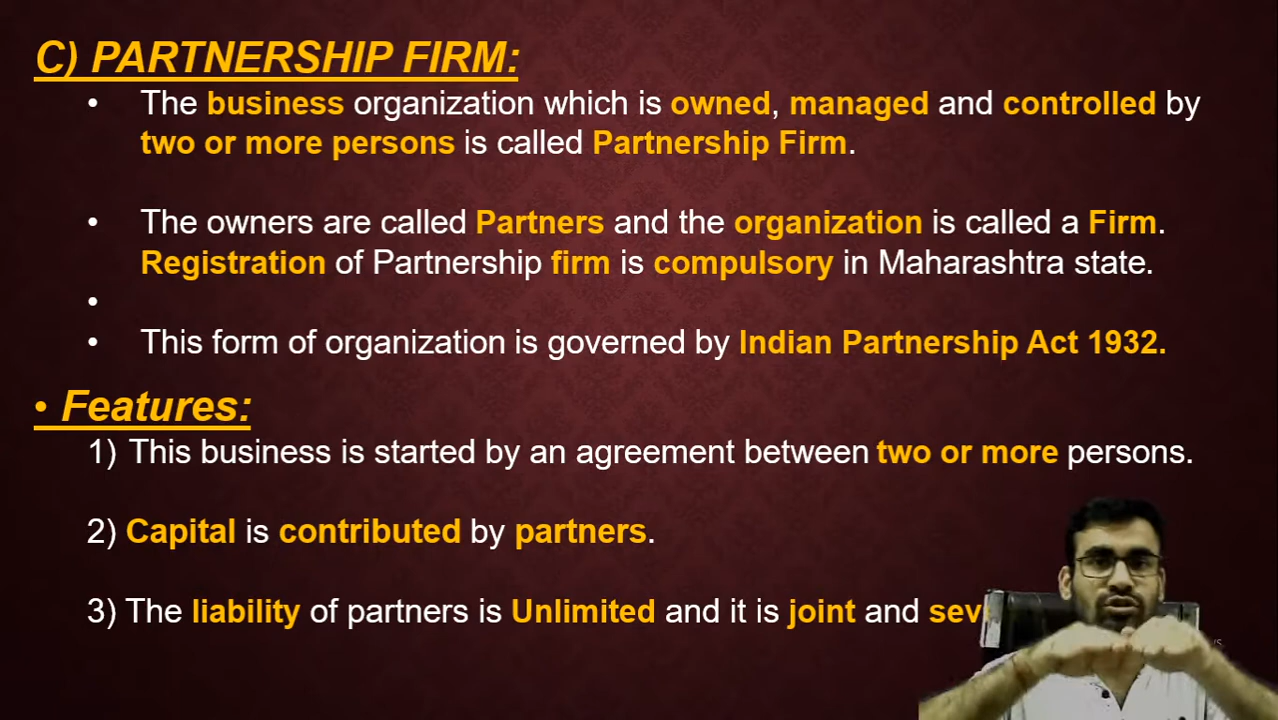 C) PARTNERSHIP FIRM:
• The business organization which is owned, managed and controlled by
two or more persons is called Partnership Firm.
• The owners are called Partners and the organization is called a Firm.
Registration of Partnership firm is compulsory in Maharashtra state.
•
• This form of organization is governed by Indian Partnership Act 1932.
• Features:
1) This business is started by an agreement between two or more persons.
2) Capital is contributed by partners.
3) The liability of partners is Unlimited and it is joint and